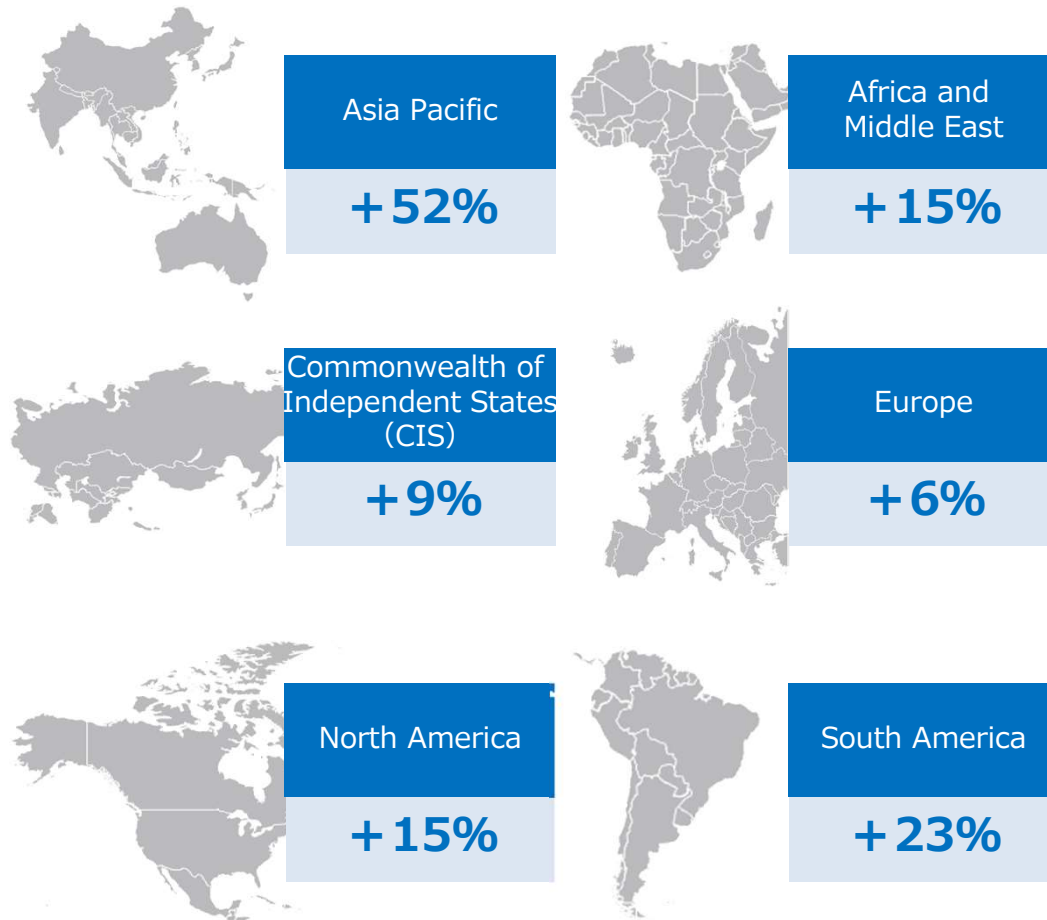 Asia Pacific
+52%
Africa and
Middle East
+15%
Commonwealth of
Independent States
（CIS）
+9%
Europe
+6%
North America
+15%
South America
+23%